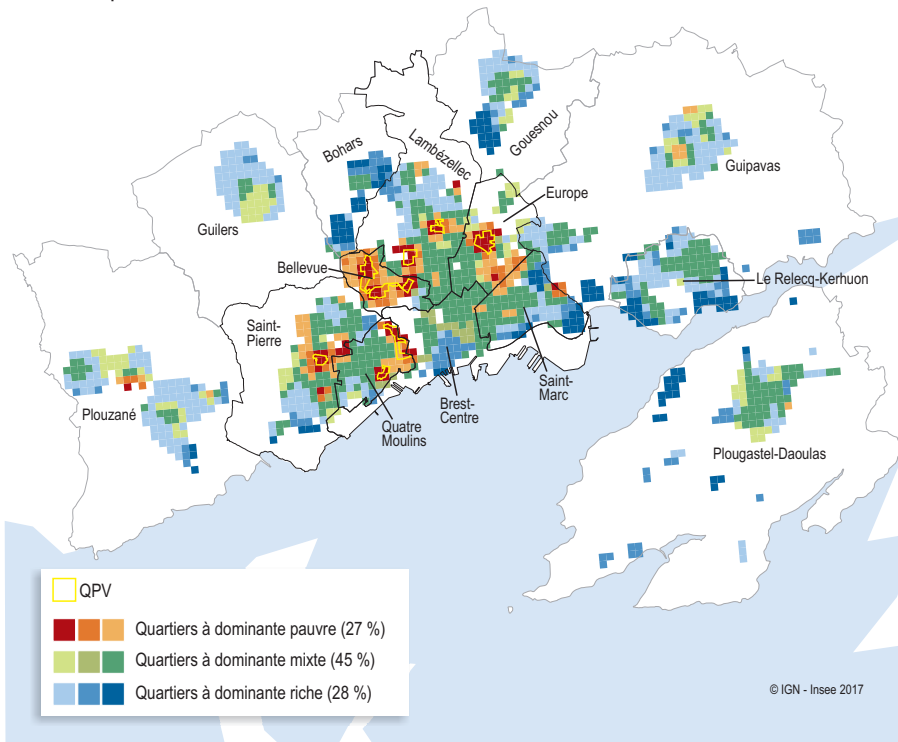 Gouesnou
Lambézellec
Bohars
Guipavas
Europe
Guilers
Bellevue
Le Relecq-Kerhuon
Saint-
Pierre
Plouzané
Quatre
Moulins
Brest-
Centre
Saint-
Marc
Plougastel-Daoulas
QPV
Quartiers à dominante pauvre (27 %)
Quartiers à dominante mixte (45 %)
Quartiers à dominante riche (28 %)
© IGN - Insee 2017